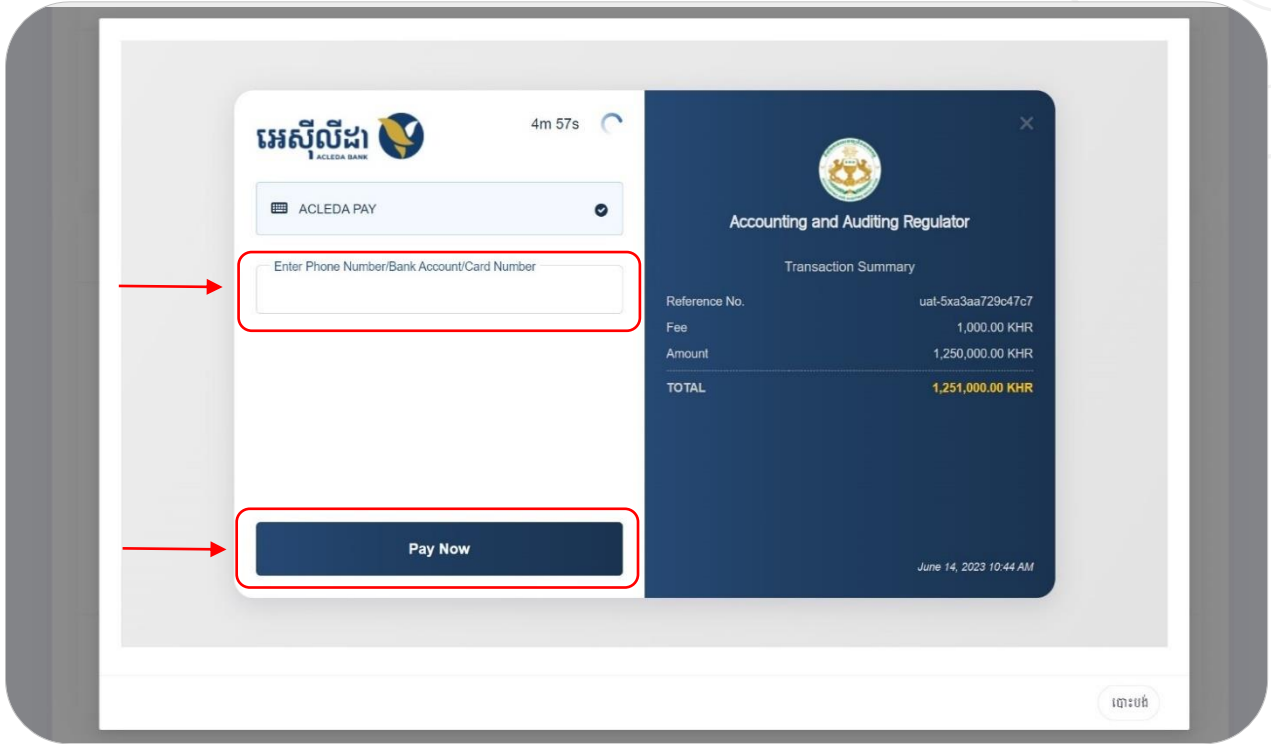 អេស៊ីលីដា
ACLEDA BANK
4m 57s
ACLEDA PAY
Enter Phone Number/Bank Account/Card Number
Pay Now
Accounting and Auditing Regulator
Transaction Summary
Reference No. uat-5xa3aa729c47c7
Fee 1,000.00 KHR
Amount 1,250,000.00 KHR
TOTAL 1,251,000.00 KHR
June 14, 2023 10:44 AM
បោះបង់